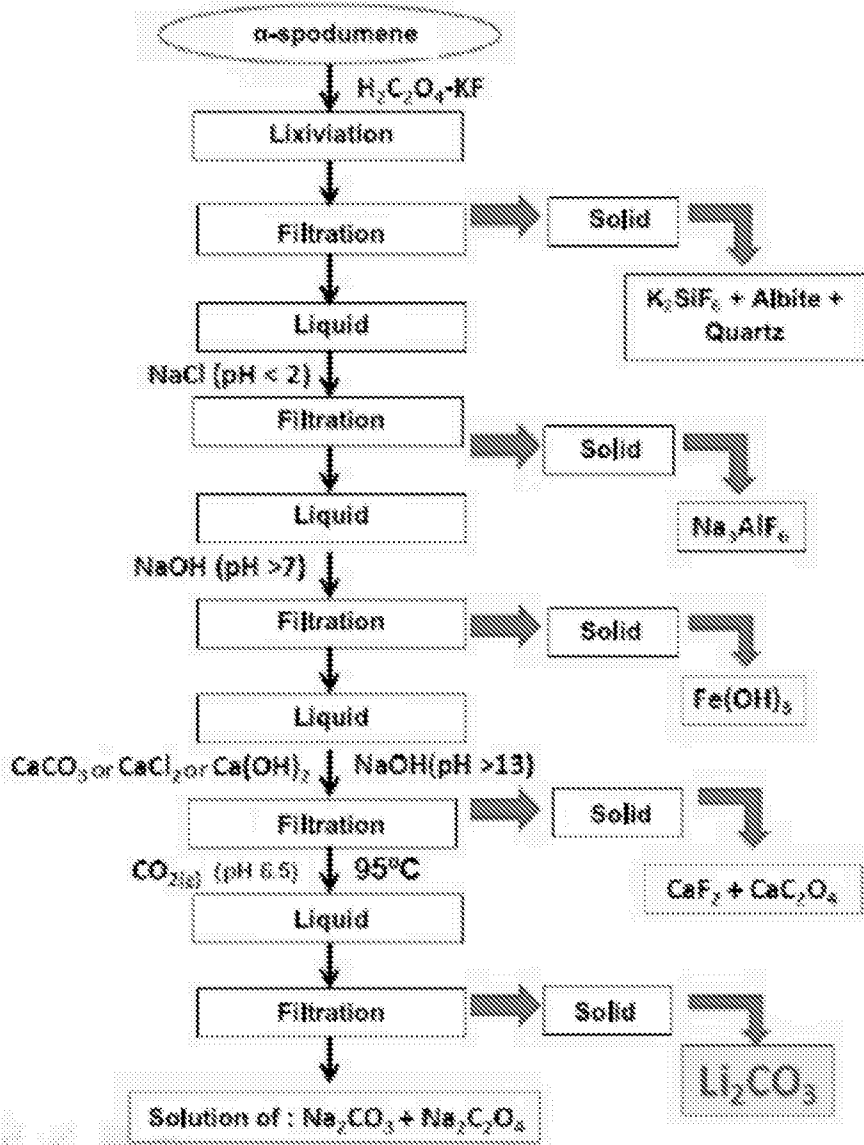 α-spodumene
H₂C₂O₄-KF
Lixiviation
Filtration
Solid
K₂SiF₆ + Albite +
Quartz
Liquid
NaCl (pH < 2)
Filtration
Solid
Na₃AlF₆
Liquid
NaOH (pH >7)
Filtration
Solid
Fe(OH)₃
Liquid
CaCO₃ or CaCl₂ or Ca(OH)₂ NaOH(pH >13)
Filtration
Solid
CaF₂ + CaC₂O₄
CO₂₍g₎ (pH 6.5) 95ºC
Liquid
Filtration
Solid
Li₂CO₃
Solution of : Na₂CO₃ + Na₂C₂O₄